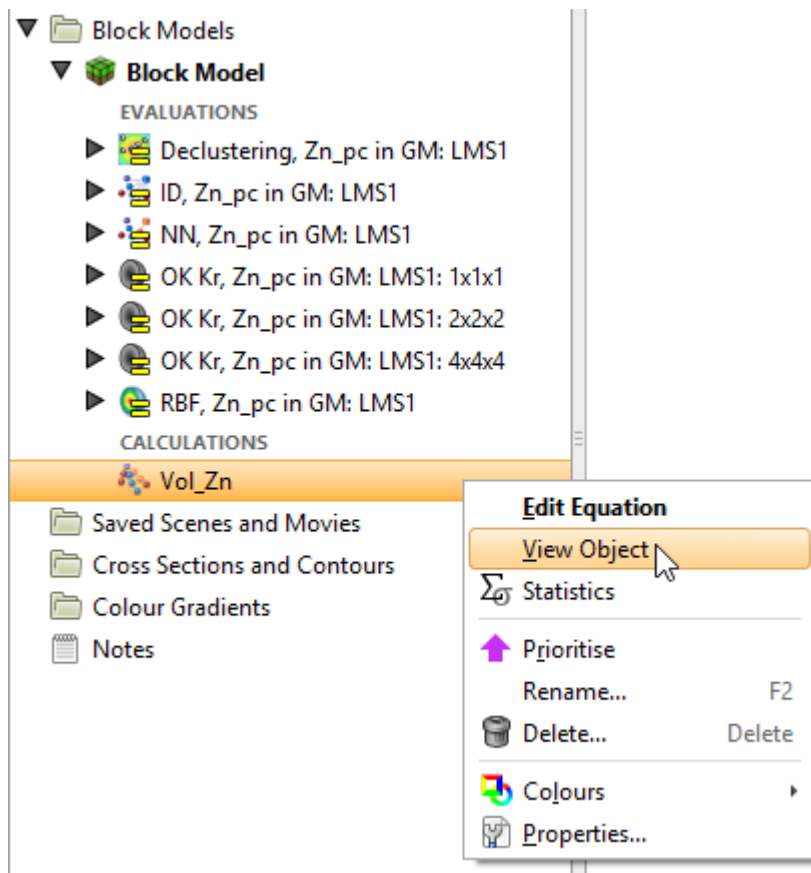 Block Models
Block Model
EVALUATIONS
Declustering, Zn_pc in GM: LMS1
ID, Zn_pc in GM: LMS1
NN, Zn_pc in GM: LMS1
OK Kr, Zn_pc in GM: LMS1: 1x1x1
OK Kr, Zn_pc in GM: LMS1: 2x2x2
OK Kr, Zn_pc in GM: LMS1: 4x4x4
RBF, Zn_pc in GM: LMS1
CALCULATIONS
Vol_Zn
Saved Scenes and Movies
Cross Sections and Contours
Colour Gradients
Notes
Edit Equation
View Object
Statistics
Prioritise
Rename... F2
Delete... Delete
Colours
Properties...